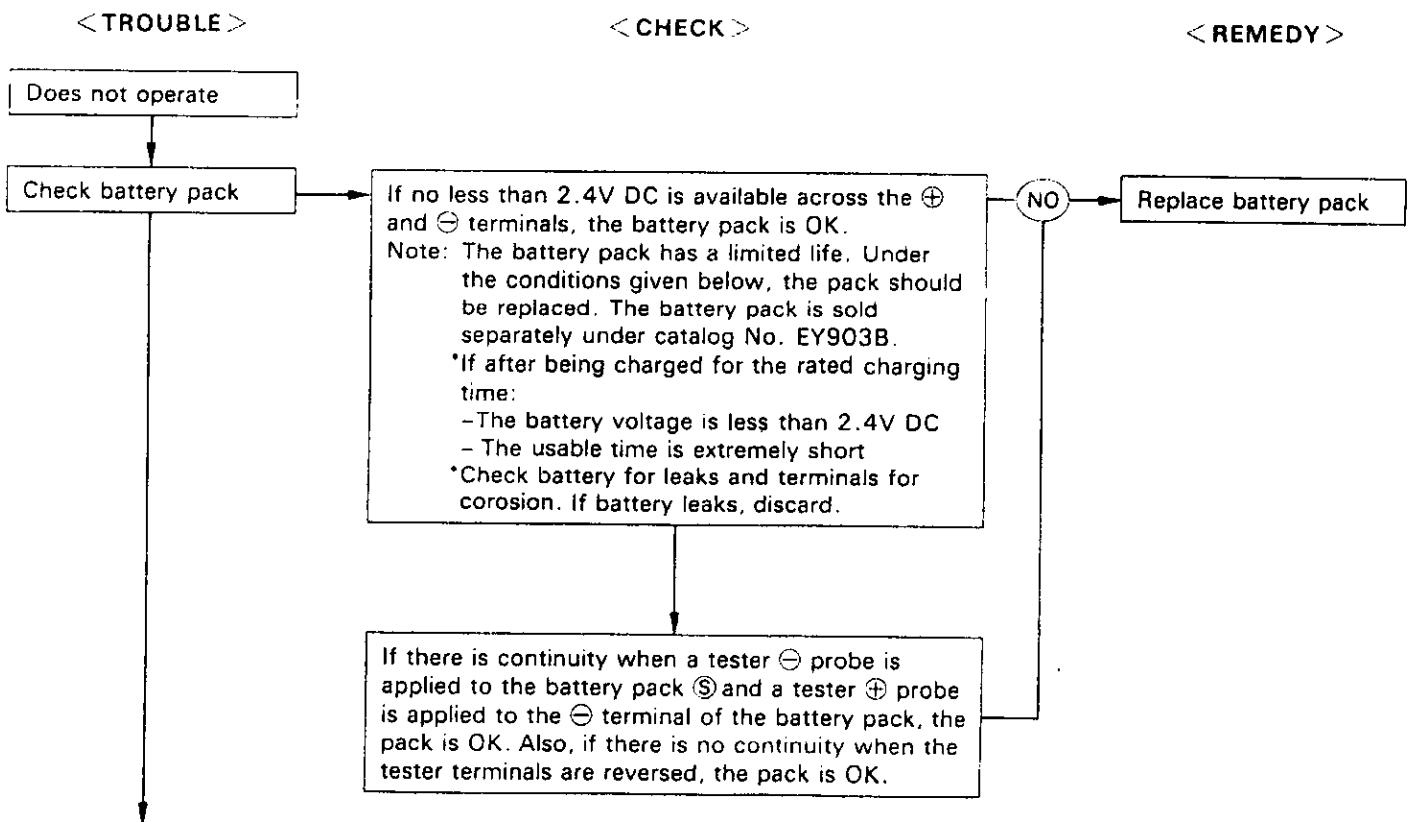 <TROUBLE>
<CHECK>
<REMEDY>
Does not operate
Check battery pack
If no less than 2.4V DC is available across the ⊕
and ⊖ terminals, the battery pack is OK.
Note: The battery pack has a limited life. Under
the conditions given below, the pack should
be replaced. The battery pack is sold
separately under catalog No. EY903B.
*If after being charged for the rated charging
time:
-The battery voltage is less than 2.4V DC
- The usable time is extremely short
*Check battery for leaks and terminals for
corosion. If battery leaks, discard.
NO
Replace battery pack
If there is continuity when a tester ⊖ probe is
applied to the battery pack Ⓢ and a tester ⊕ probe
is applied to the ⊖ terminal of the battery pack, the
pack is OK. Also, if there is no continuity when the
tester terminals are reversed, the pack is OK.